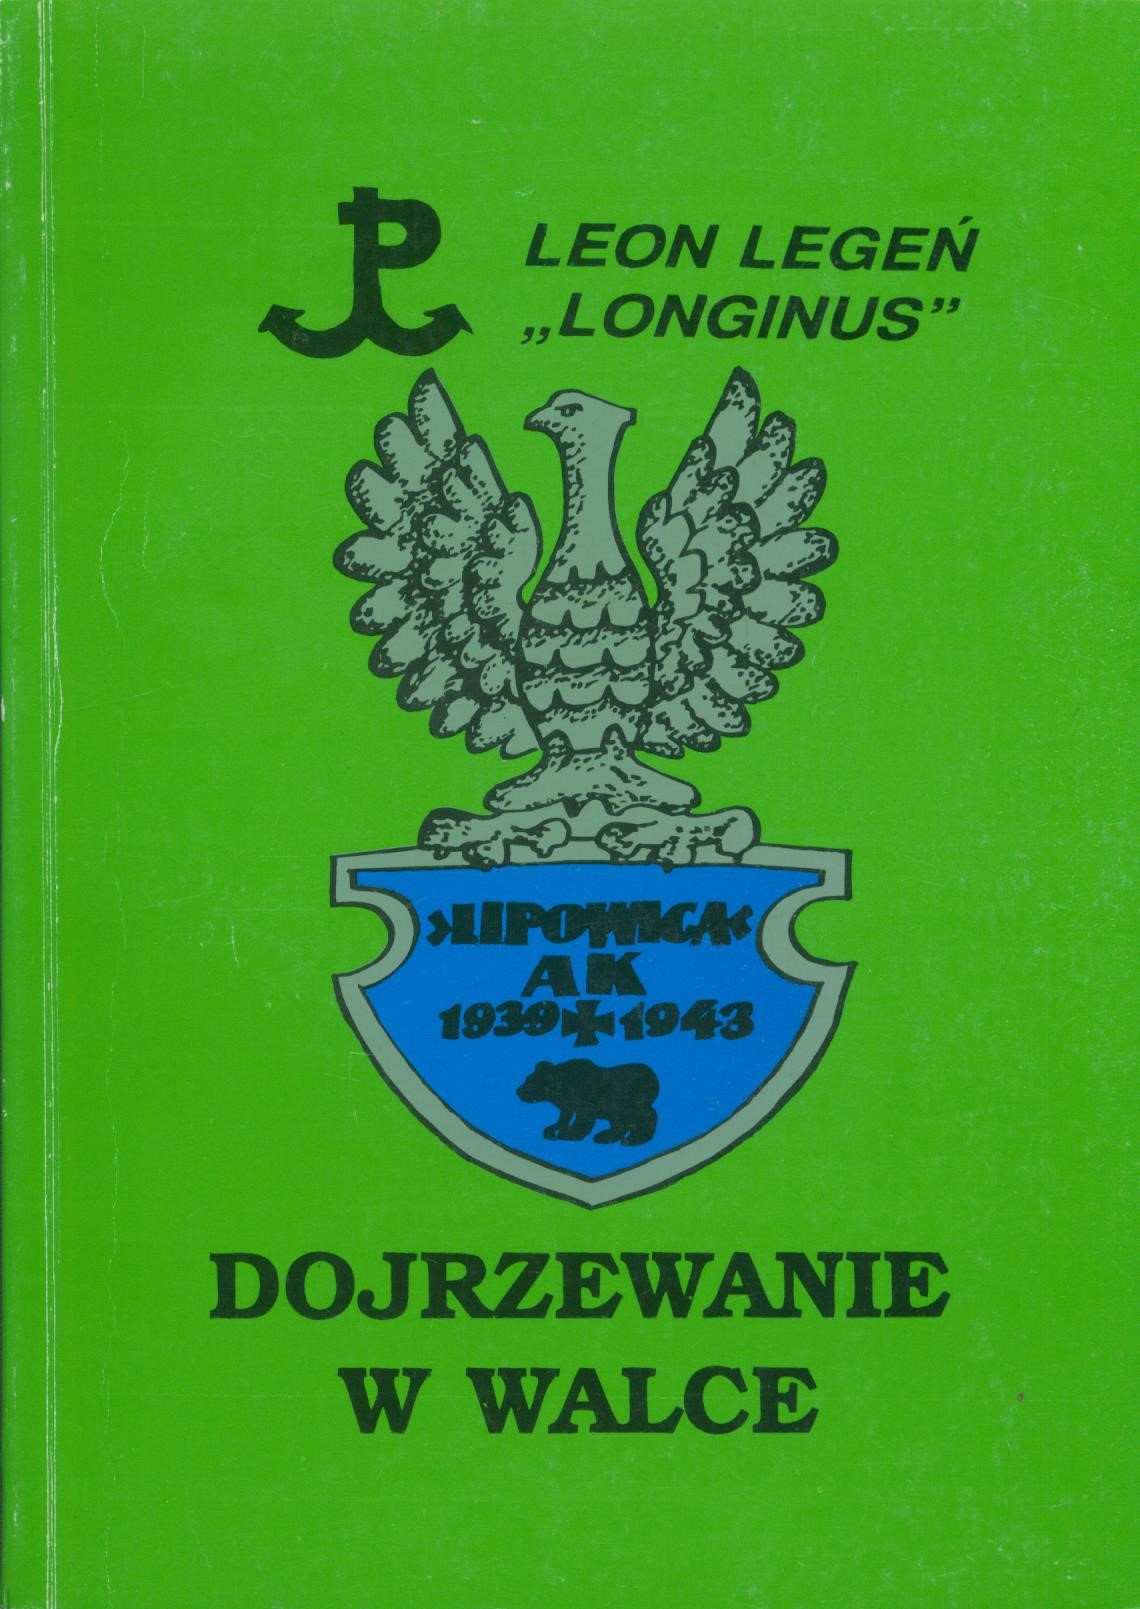 LEON LEGEŃ
„LONGINUS”
›LIPOWICA‹
AK
1939 1943
DOJRZEWANIE
W WALCE